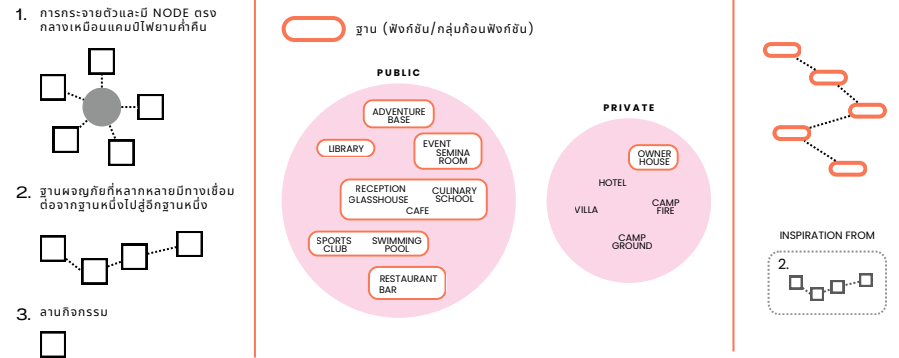 1. การกระจายตัวและมี NODE ตรง
กลางเหมือนแคมป์ไฟยามค่ำคืน
2. ฐานผจญภัยที่หลากหลายมีทางเชื่อม
ต่อจากฐานหนึ่งไปสู่อีกฐานหนึ่ง
3. ลานกิจกรรม
ฐาน (ฟังก์ชัน/กลุ่มก้อนฟังก์ชัน)
PUBLIC
ADVENTURE
BASE
LIBRARY
EVENT
SEMINA
ROOM
RECEPTION
GLASSHOUSE
CULINARY
SCHOOL
CAFE
SPORTS
CLUB
SWIMMING
POOL
RESTAURANT
BAR
PRIVATE
OWNER
HOUSE
HOTEL
VILLA
CAMP
FIRE
CAMP
GROUND
INSPIRATION FROM
2.